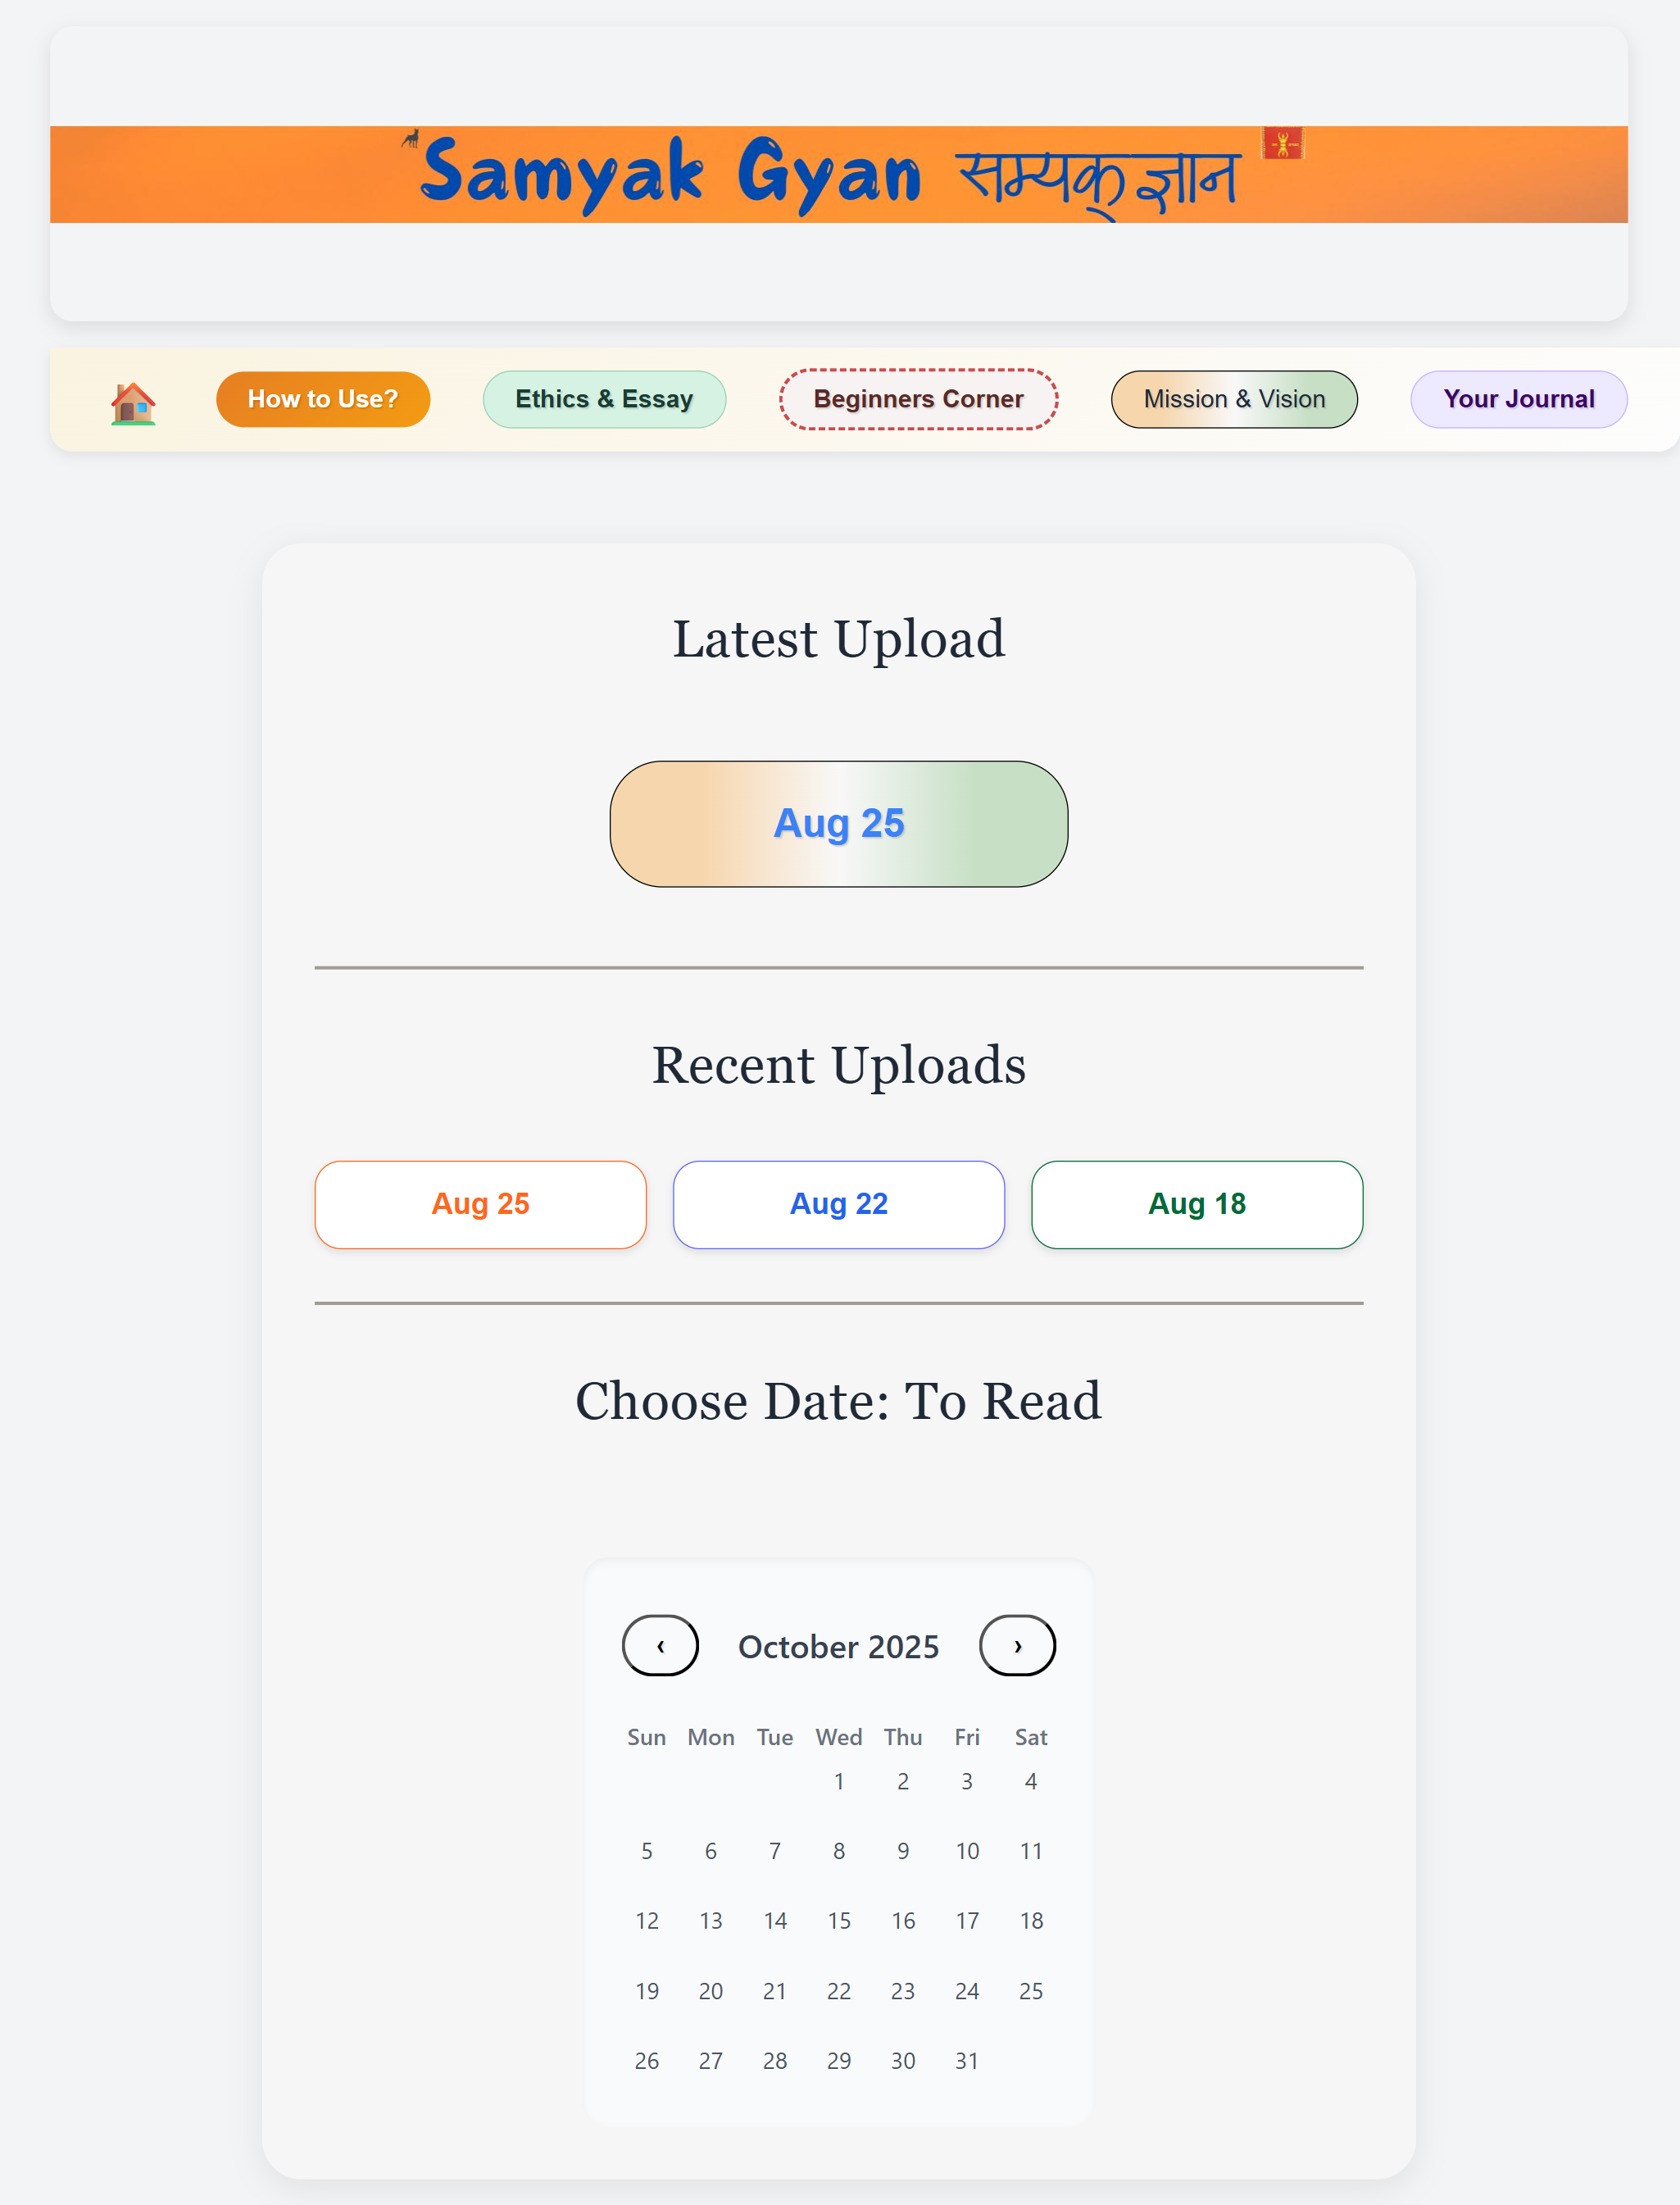 Samyak Gyan सम्यक् ज्ञान
How to Use? Ethics & Essay Beginners Corner Mission & Vision Your Journal
Latest Upload
Aug 25
Recent Uploads
Aug 25 Aug 22 Aug 18
Choose Date: To Read
‹ October 2025 ›
Sun Mon Tue Wed Thu Fri Sat
1 2 3 4
5 6 7 8 9 10 11
12 13 14 15 16 17 18
19 20 21 22 23 24 25
26 27 28 29 30 31